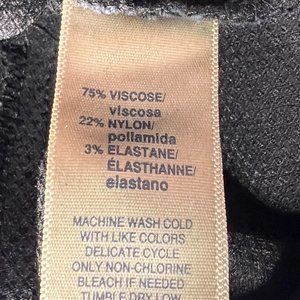 75% VISCOSE/
viscosa
22% NYLON/
poliamida
3% ELASTANE/
ÉLASTHANNE/
elastano
MACHINE WASH COLD
WITH LIKE COLORS
DELICATE CYCLE
ONLY NON-CHLORINE
BLEACH IF NEEDED
TUMBLE DRY LOW